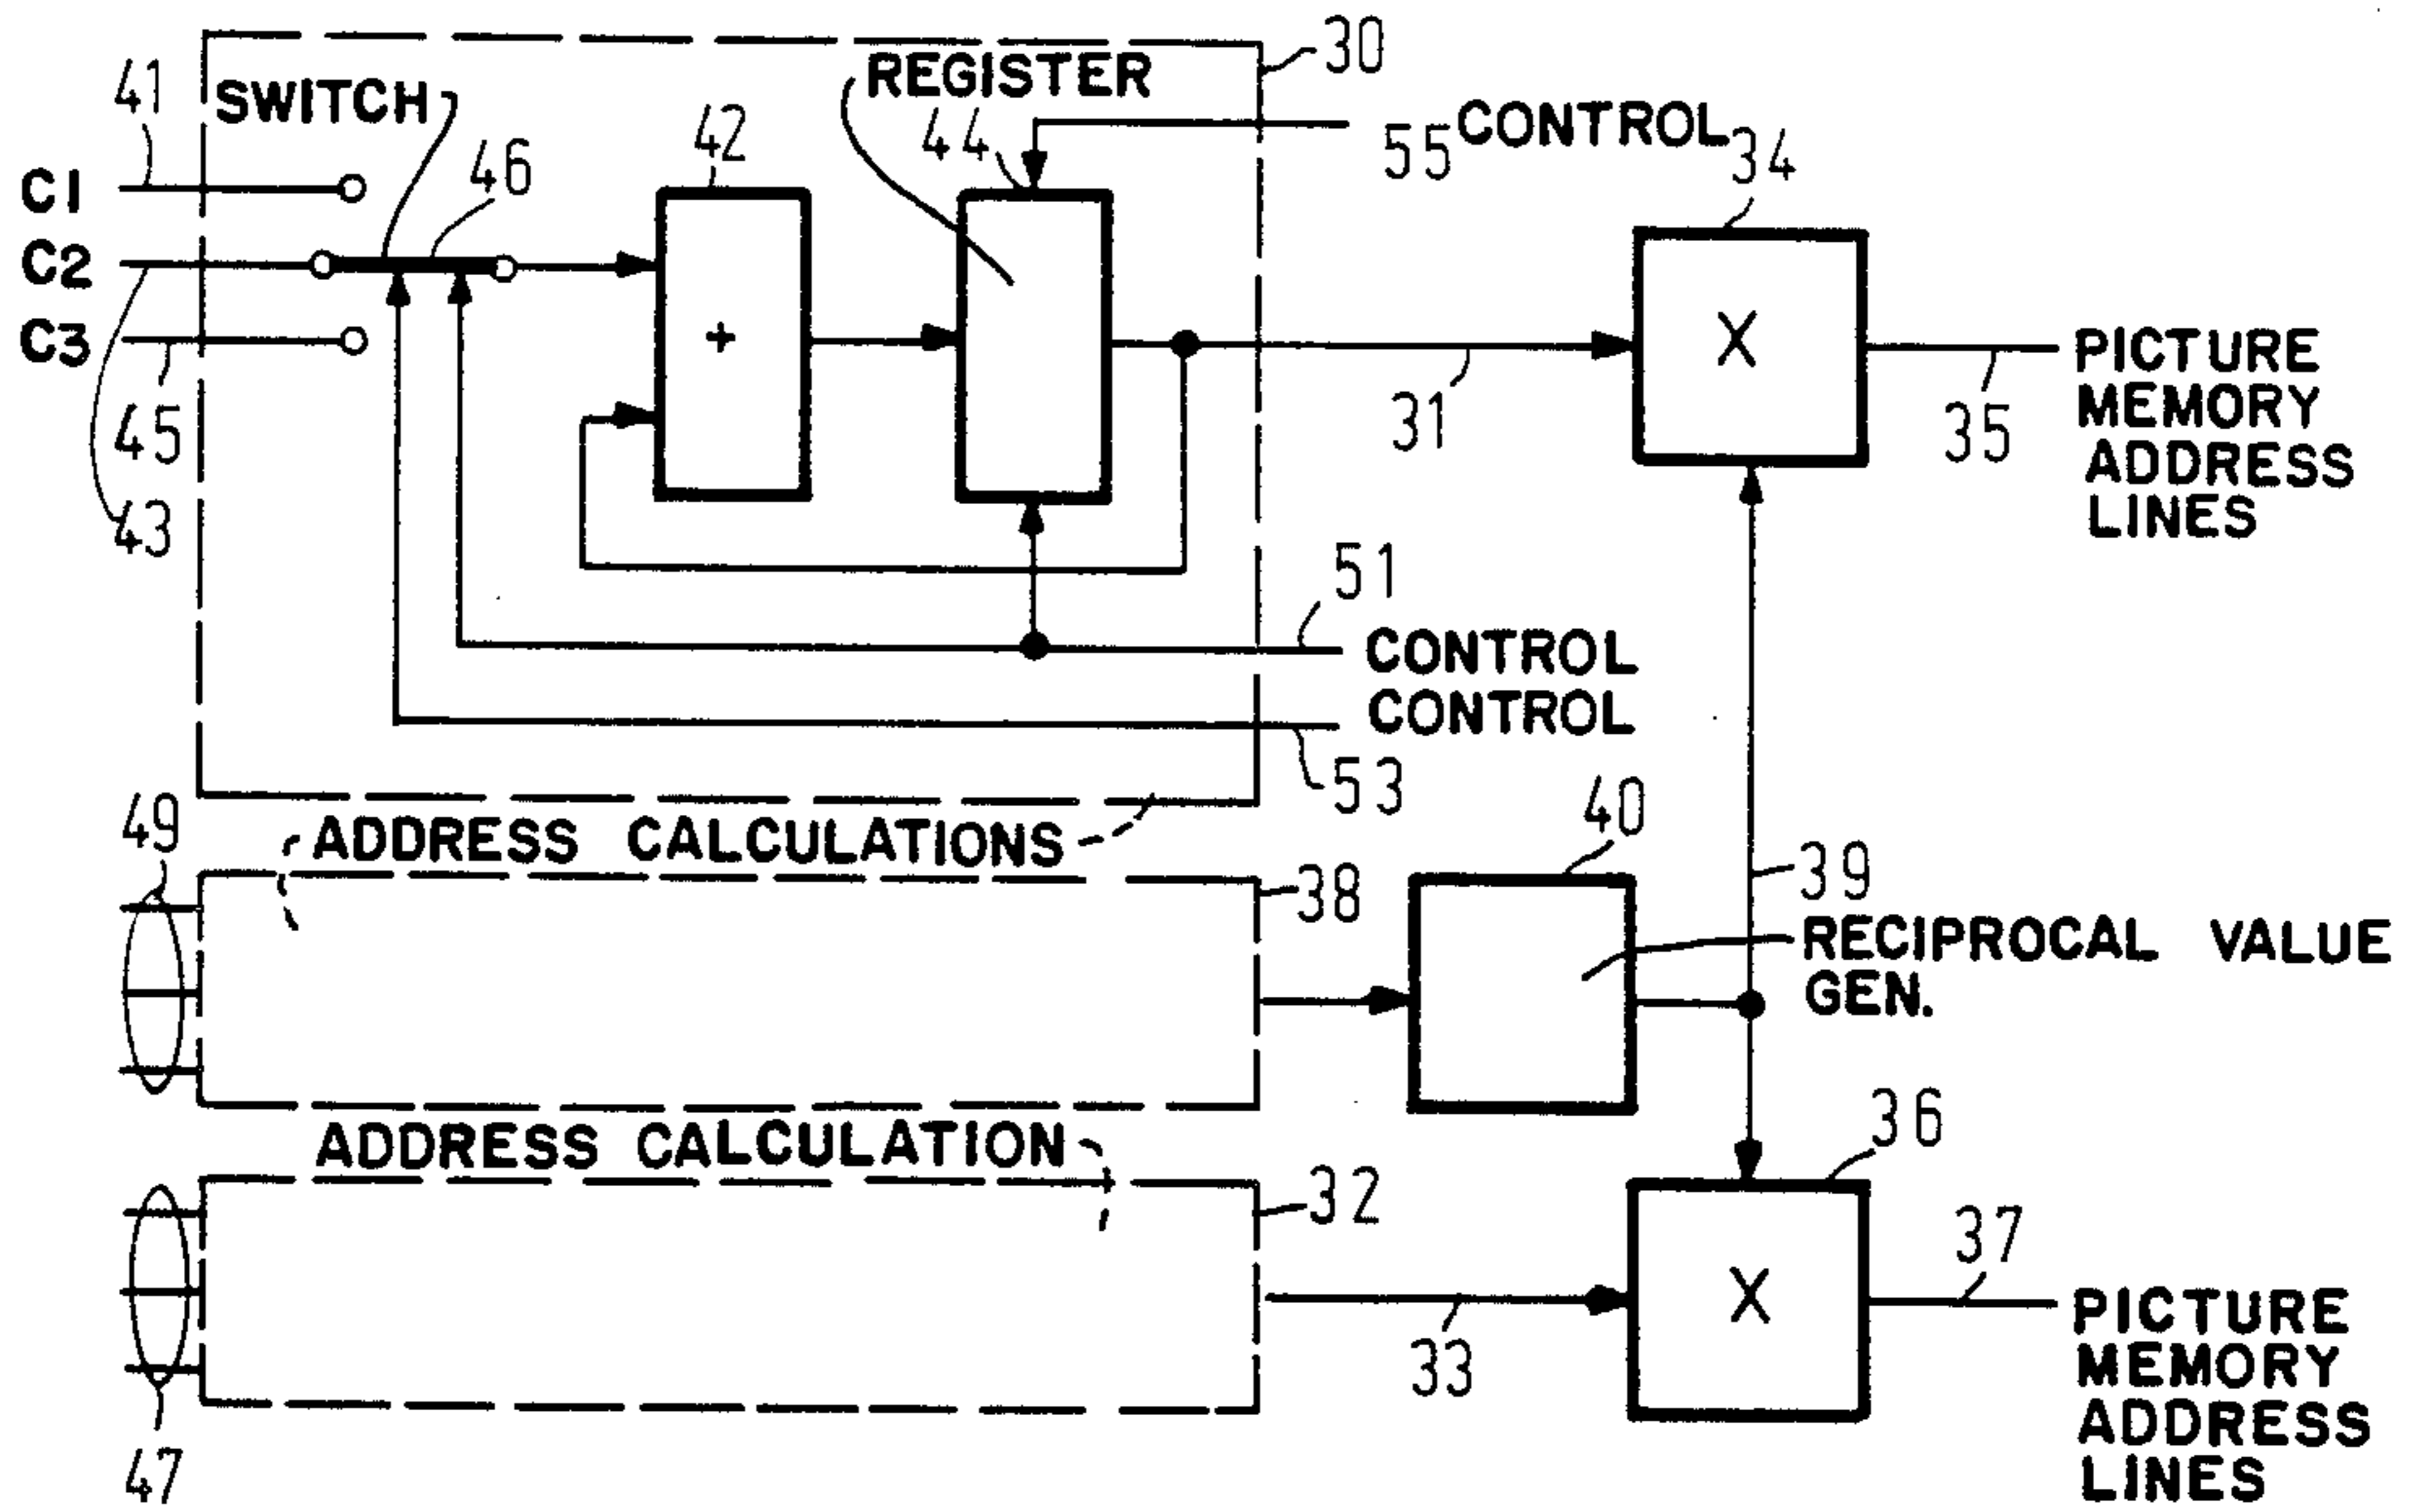 30
REGISTER
41
SWITCH
42
44
55 CONTROL
34
46
C1
C2
C3
X
+
PICTURE
MEMORY
ADDRESS
LINES
31
35
45
43
51
CONTROL
CONTROL
53
40
49
ADDRESS CALCULATIONS
38
39
RECIPROCAL VALUE
GEN.
36
ADDRESS CALCULATION
32
37
X
33
PICTURE
MEMORY
ADDRESS
LINES
47